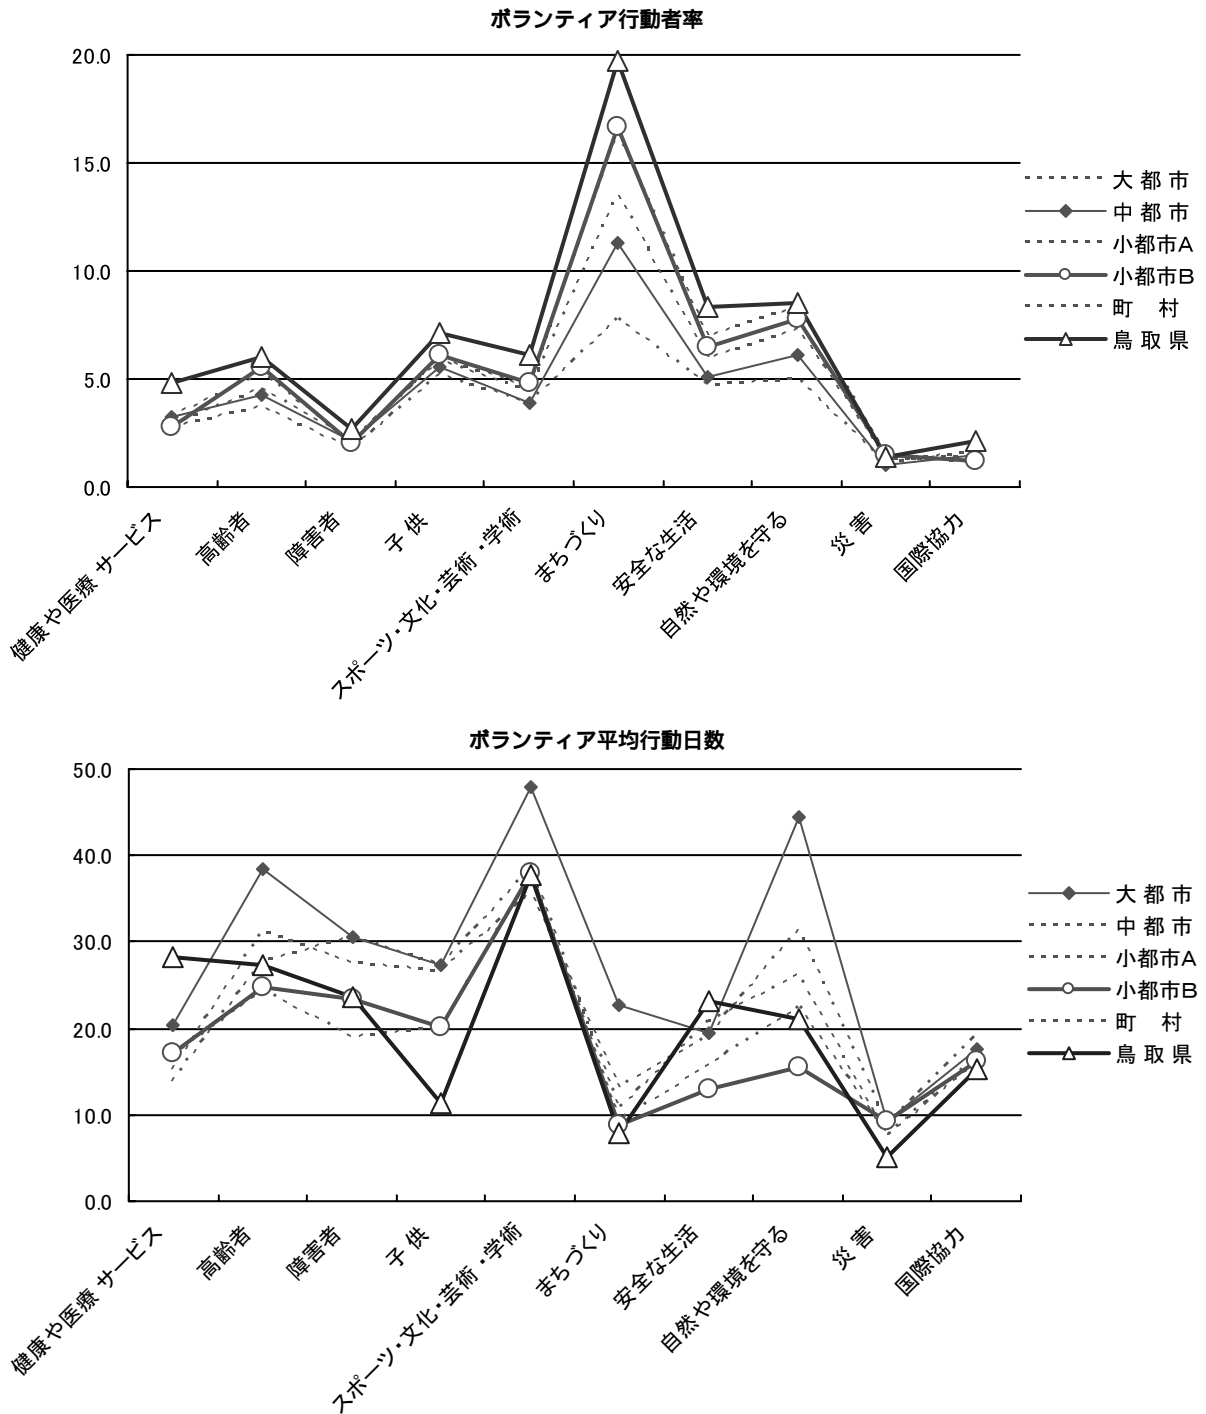 ボランティア行動者率
20.0
15.0
10.0
5.0
0.0
健康や医療サービス
高齢者
障害者
子供
スポーツ・文化・芸術・学術
まちづくり
安全な生活
自然や環境を守る
災害
国際協力
大都市
中都市
小都市A
小都市B
町 村
鳥取県
ボランティア平均行動日数
50.0
40.0
30.0
20.0
10.0
0.0
健康や医療サービス
高齢者
障害者
子供
スポーツ・文化・芸術・学術
まちづくり
安全な生活
自然や環境を守る
災害
国際協力
大都市
中都市
小都市A
小都市B
町 村
鳥取県